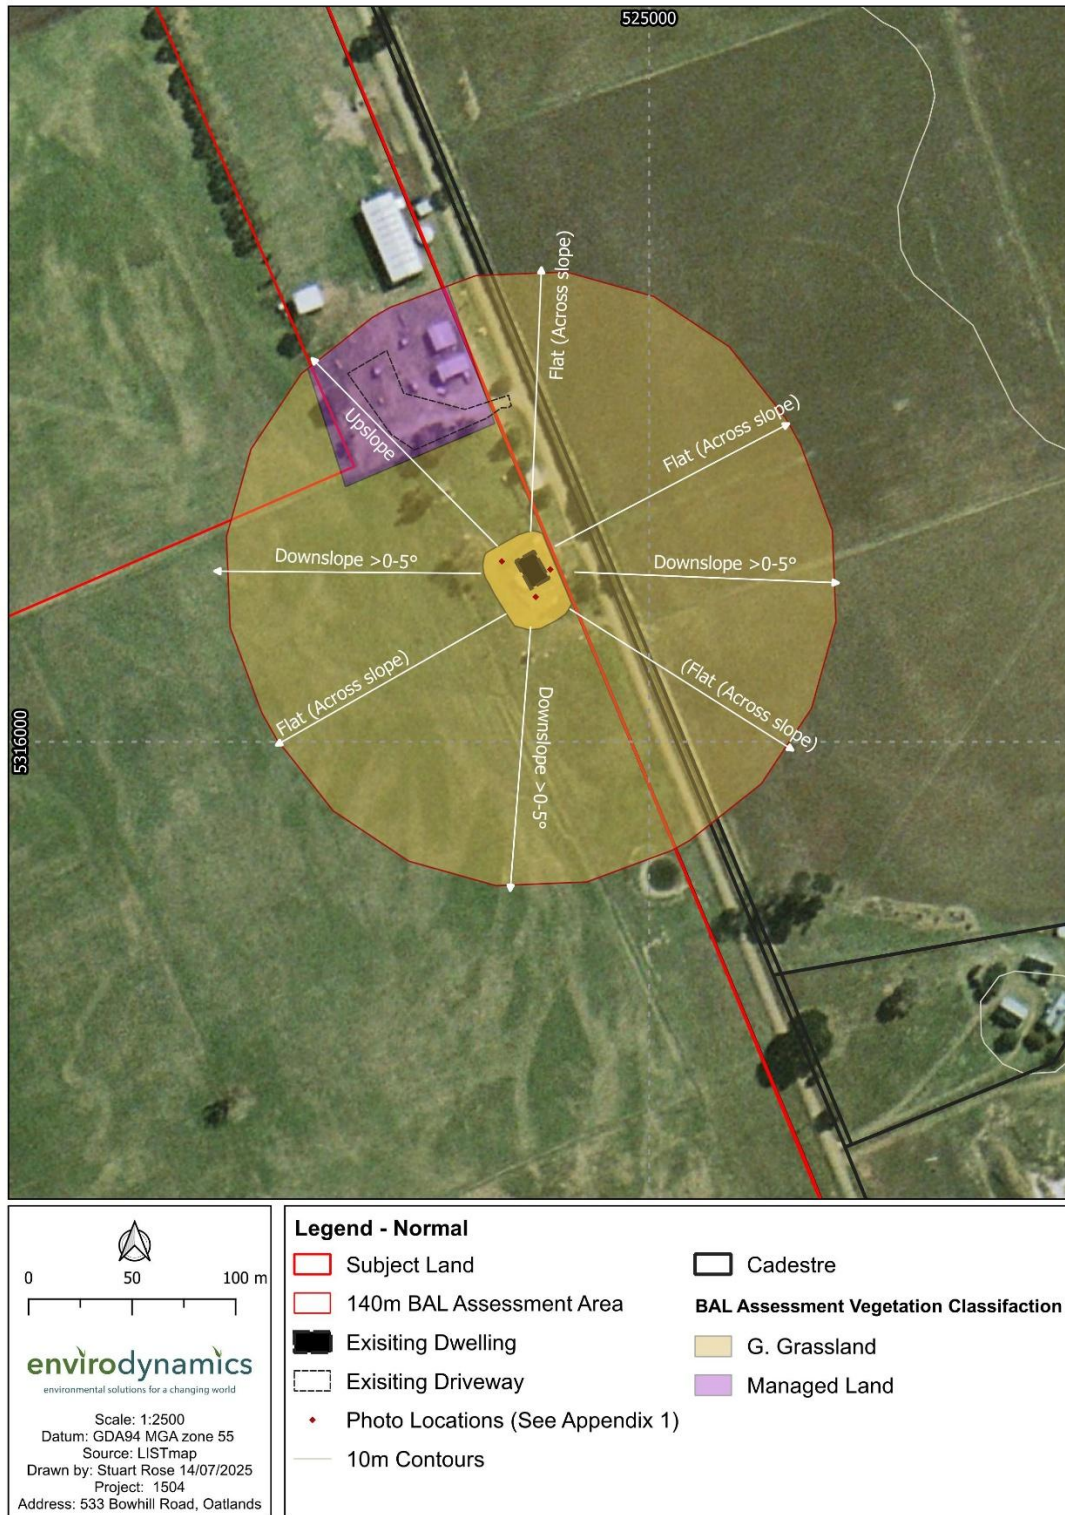 525000
Flat (Across slope)
Flat (Across slope)
Upslope
Downslope >0-5°
Downslope >0-5°
Flat (Across slope)
(Flat (Across slope)
Downslope >0-5°
5316000
0 50 100 m
envirodynamics
environmental solutions for a changing world
Scale: 1:2500
Datum: GDA94 MGA zone 55
Source: LISTmap
Drawn by: Stuart Rose 14/07/2025
Project: 1504
Address: 533 Bowhill Road, Oatlands
Legend - Normal
Subject Land
140m BAL Assessment Area
Exisiting Dwelling
Exisiting Driveway
Photo Locations (See Appendix 1)
10m Contours
Cadestre
BAL Assessment Vegetation Classifaction
G. Grassland
Managed Land